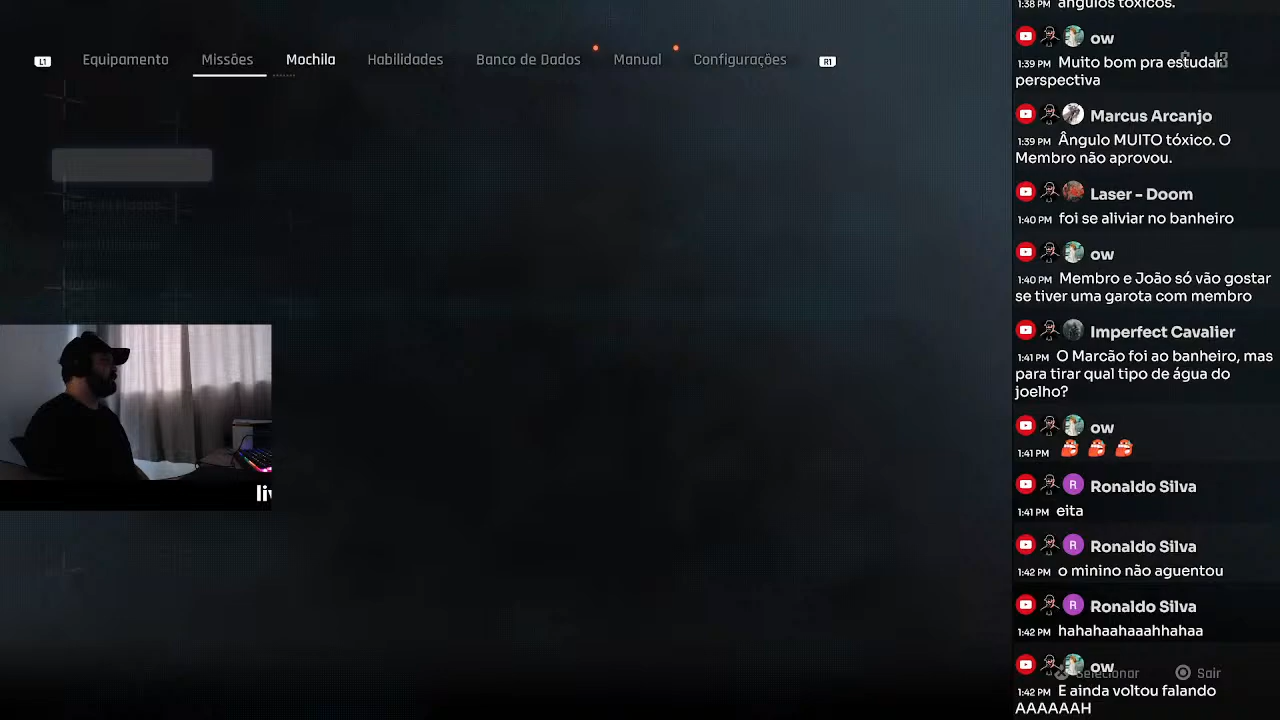 L1 Equipamento Missões Mochila Habilidades Banco de Dados Manual Configurações R1
13
liv
1:38 PM ângulos tóxicos.
ow
1:39 PM Muito bom pra estudar
perspectiva
Marcus Arcanjo
1:39 PM Ângulo MUITO tóxico. O
Membro não aprovou.
Laser - Doom
1:40 PM foi se aliviar no banheiro
ow
1:40 PM Membro e João só vão gostar
se tiver uma garota com membro
Imperfect Cavalier
1:41 PM O Marcão foi ao banheiro, mas
para tirar qual tipo de água do
joelho?
ow
1:41 PM
R Ronaldo Silva
1:41 PM eita
R Ronaldo Silva
1:42 PM o minino não aguentou
R Ronaldo Silva
1:42 PM hahahaahaaahhahaa
ow
Selecionar Sair
1:42 PM E ainda voltou falando
AAAAAAH